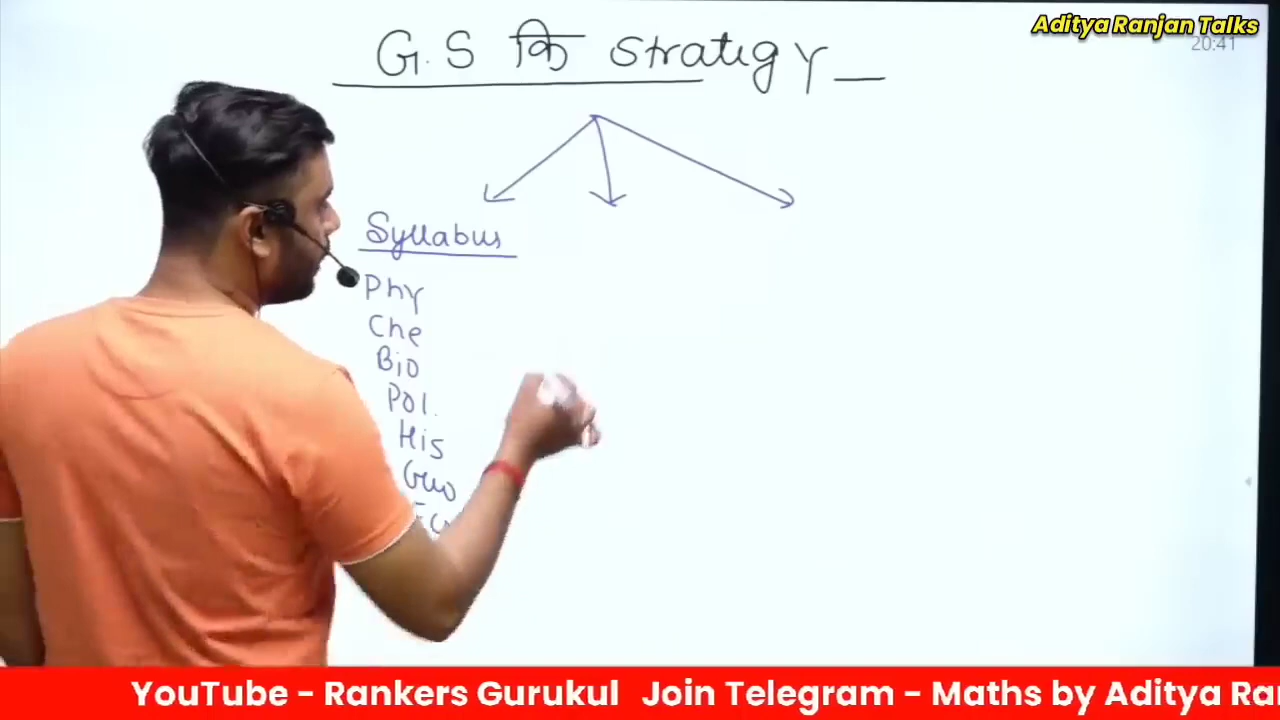 Aditya Ranjan Talks
20:41
G.S कि Strategy
Syllabus
Phy
Che
Bio
Pol.
His
Geo
YouTube - Rankers Gurukul Join Telegram - Maths by Aditya Ra